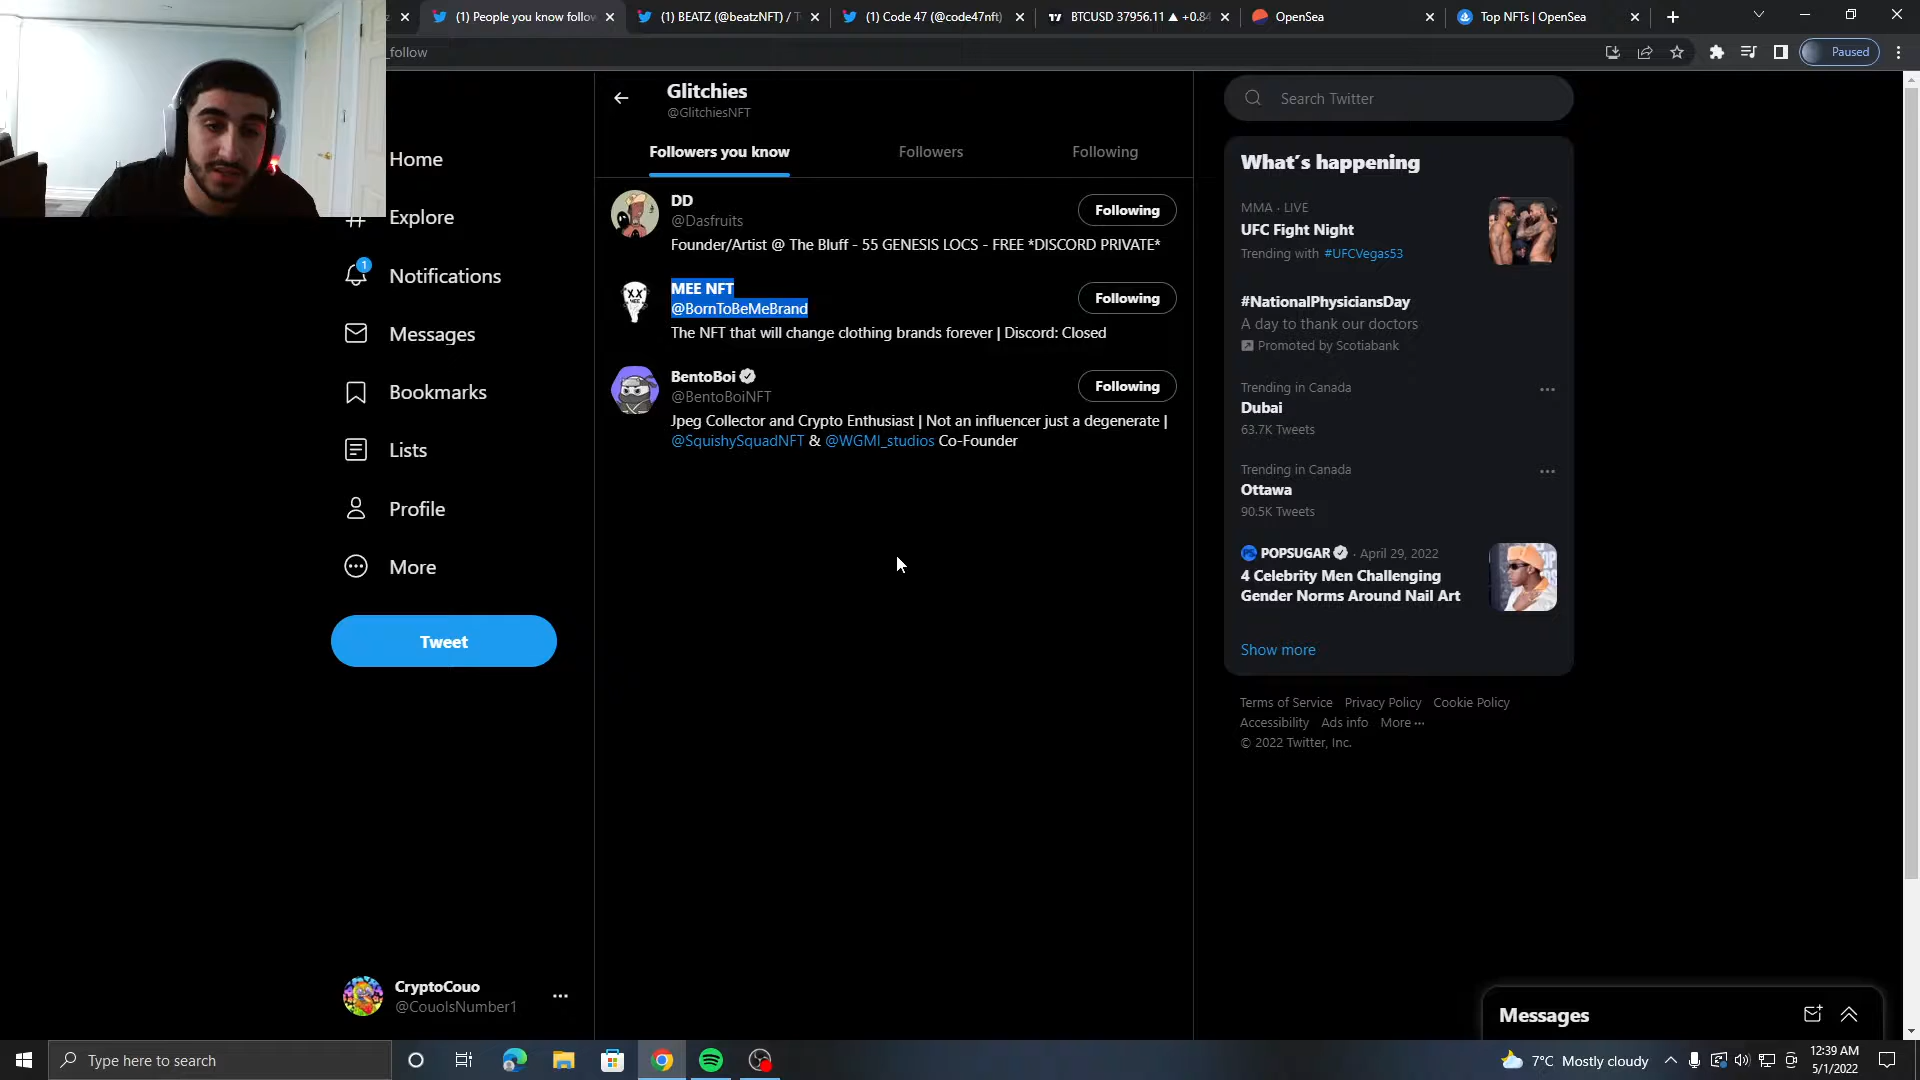 (1) People you know follow
(1) BEATZ (@beatzNFT) / T
(1) Code 47 (@code47nft)
BTCUSD 37956.11 ▲ +0.84
OpenSea
Top NFTs | OpenSea
_follow
Paused
Home
Explore
Notifications
1
Messages
Bookmarks
Lists
Profile
More
Tweet
CryptoCouo
@CouoIsNumber1
Glitchies
@GlitchiesNFT
Followers you know
Followers
Following
DD
@Dasfruits
Following
Founder/Artist @ The Bluff - 55 GENESIS LOCS - FREE *DISCORD PRIVATE*
MEE NFT
@BornToBeMeBrand
Following
The NFT that will change clothing brands forever | Discord: Closed
BentoBoi
@BentoBoiNFT
Following
Jpeg Collector and Crypto Enthusiast | Not an influencer just a degenerate |
@SquishySquadNFT & @WGMI_studios Co-Founder
Search Twitter
What's happening
MMA · LIVE
UFC Fight Night
Trending with #UFCVegas53
#NationalPhysiciansDay
A day to thank our doctors
Promoted by Scotiabank
Trending in Canada
Dubai
63.7K Tweets
Trending in Canada
Ottawa
90.5K Tweets
POPSUGAR · April 29, 2022
4 Celebrity Men Challenging
Gender Norms Around Nail Art
Show more
Terms of Service Privacy Policy Cookie Policy
Accessibility Ads info More ···
© 2022 Twitter, Inc.
Messages
Type here to search
7°C Mostly cloudy
12:39 AM
5/1/2022